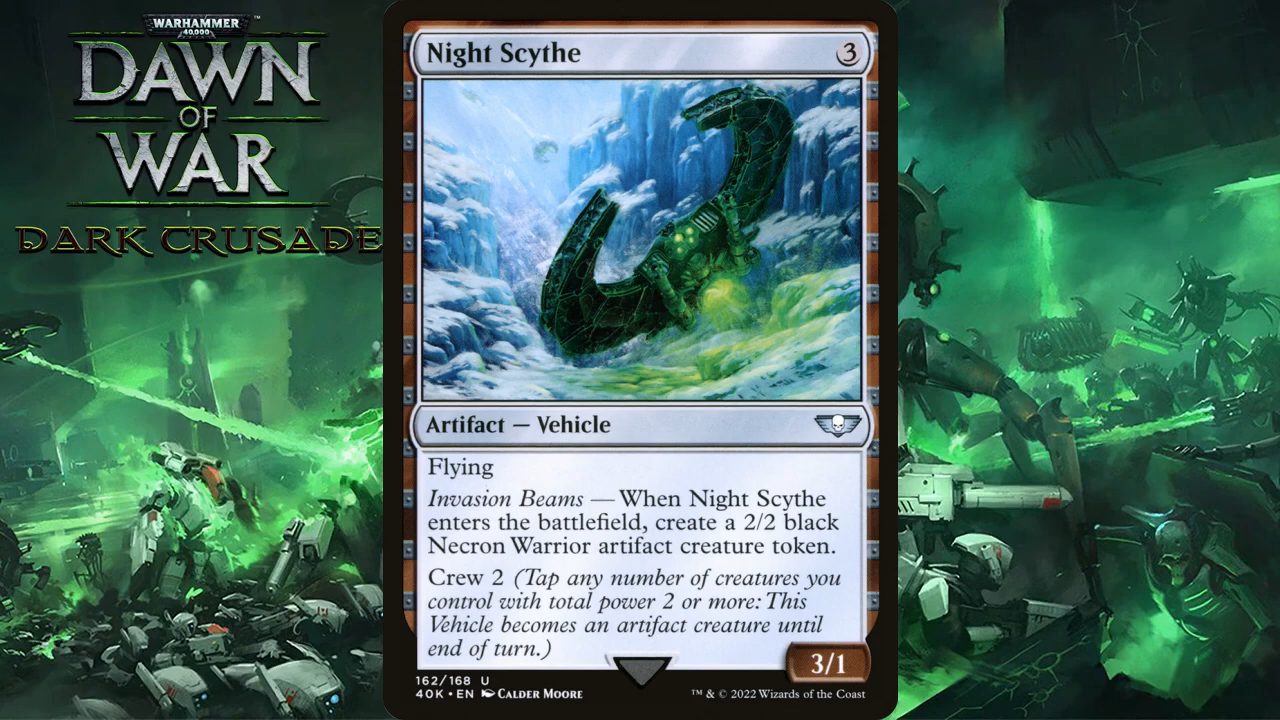 WARHAMMER
40,000
™
DAWN
OF
WAR
DARK CRUSADE
Night Scythe
3
Artifact — Vehicle
Flying
Invasion Beams — When Night Scythe
enters the battlefield, create a 2/2 black
Necron Warrior artifact creature token.
Crew 2 (Tap any number of creatures you
control with total power 2 or more: This
Vehicle becomes an artifact creature until
end of turn.)
3/1
162/168 U
40K • EN CALDER MOORE
™ & © 2022 Wizards of the Coast